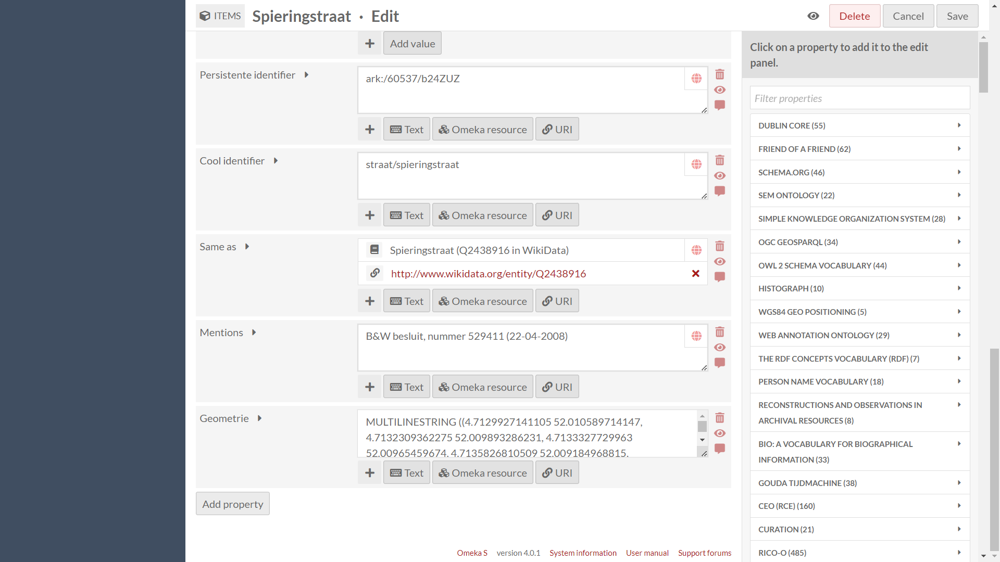 ITEMS
Spieringstraat · Edit
Delete
Cancel
Save
Add value
Persistente identifier
ark:/60537/b24ZUZ
Text
Omeka resource
URI
Cool identifier
straat/spieringstraat
Text
Omeka resource
URI
Same as
Spieringstraat (Q2438916 in WikiData)
http://www.wikidata.org/entity/Q2438916
Text
Omeka resource
URI
Mentions
B&W besluit, nummer 529411 (22-04-2008)
Text
Omeka resource
URI
Geometrie
MULTILINESTRING ((4.7129927141105 52.010589714147,
4.7132309362275 52.009893286231, 4.7133327729963
52.00965459674, 4.7135826810509 52.009184968815,
Text
Omeka resource
URI
Add property
Omeka S
version 4.0.1
System information
User manual
Support forums
Click on a property to add it to the edit
panel.
Filter properties
DUBLIN CORE (55)
FRIEND OF A FRIEND (62)
SCHEMA.ORG (46)
SEM ONTOLOGY (22)
SIMPLE KNOWLEDGE ORGANIZATION SYSTEM (28)
OGC GEOSPARQL (34)
OWL 2 SCHEMA VOCABULARY (44)
HISTOGRAPH (10)
WGS84 GEO POSITIONING (5)
WEB ANNOTATION ONTOLOGY (29)
THE RDF CONCEPTS VOCABULARY (RDF) (7)
PERSON NAME VOCABULARY (18)
RECONSTRUCTIONS AND OBSERVATIONS IN
ARCHIVAL RESOURCES (8)
BIO: A VOCABULARY FOR BIOGRAPHICAL
INFORMATION (33)
GOUDA TIJDMACHINE (38)
CEO (RCE) (160)
CURATION (21)
RICO-O (485)